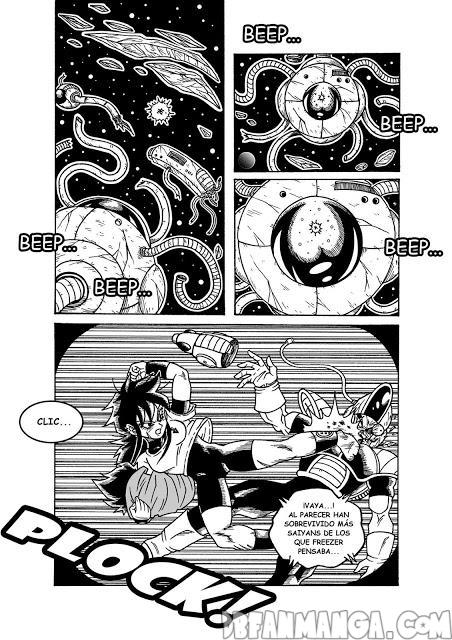 BEEP...
BEEP...
BEEP...
BEEP...
BEEP...
CLIC...
¡VAYA...!
AL PARECER HAN
SOBREVIVIDO MÁS
SAIYANS DE LOS
QUE FREEZER
PENSABA...
PLOCK!
DBFANMANGA.COM